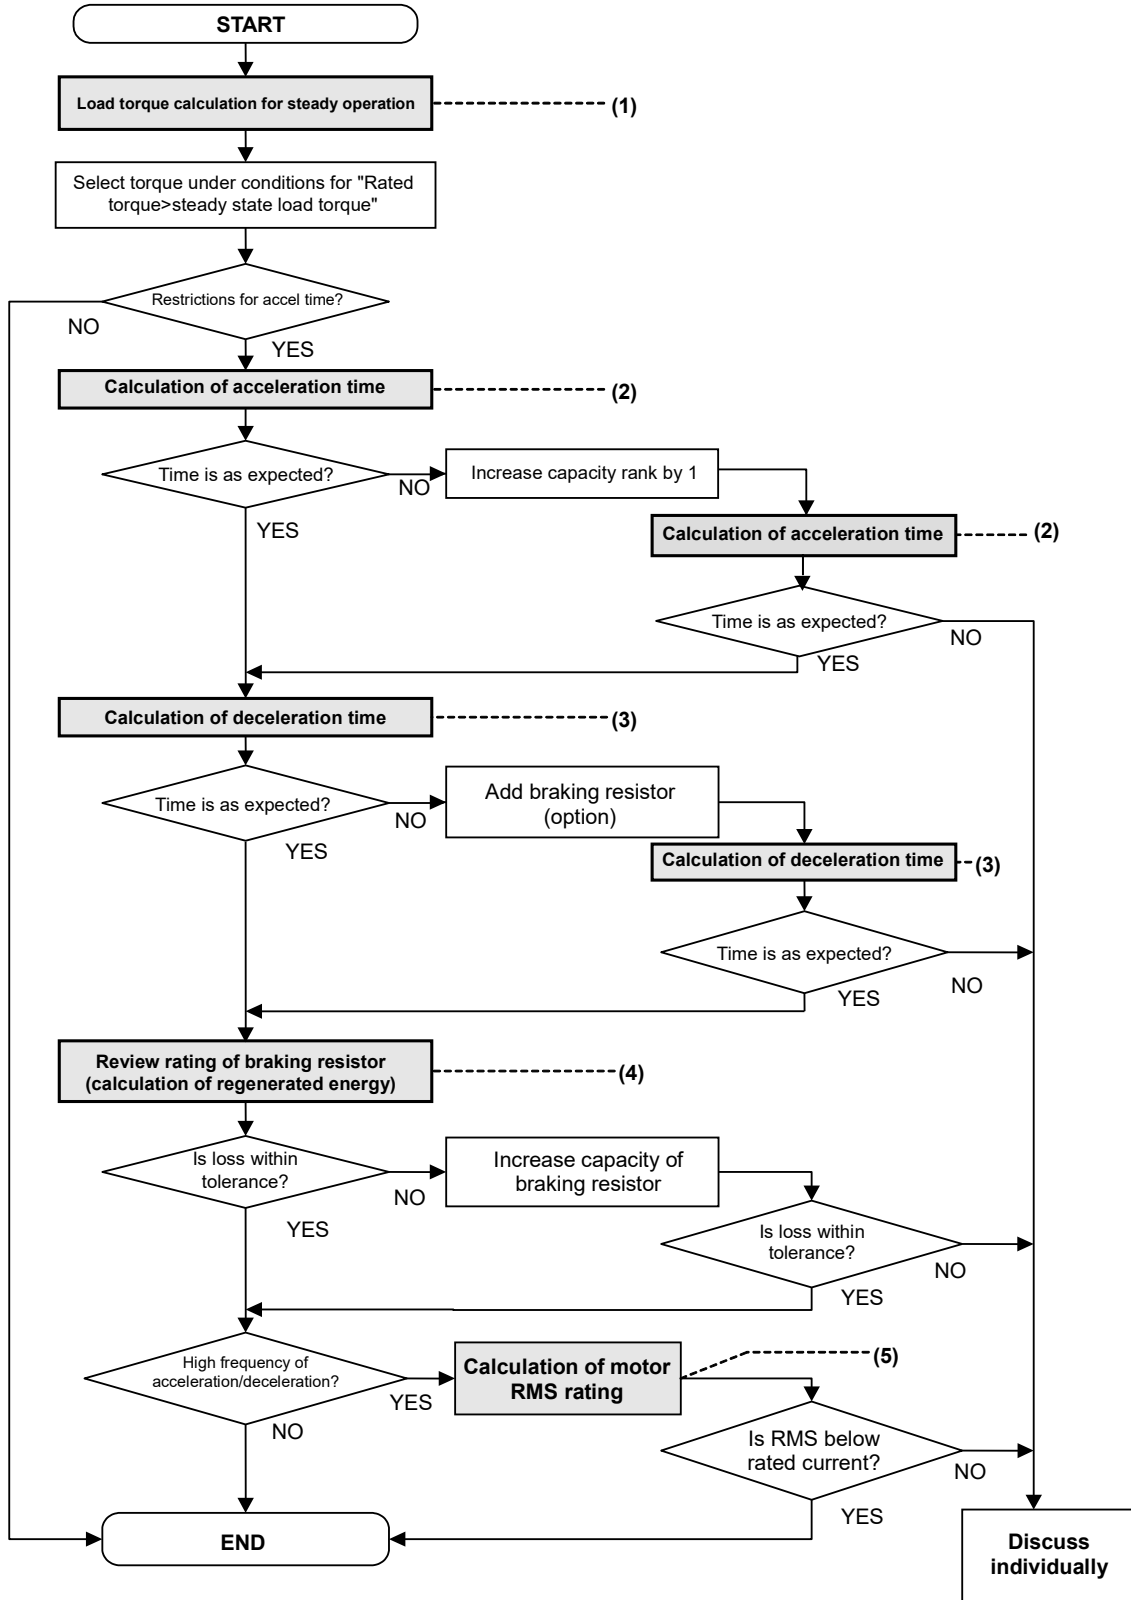 START
Load torque calculation for steady operation
(1)
Select torque under conditions for "Rated
torque>steady state load torque"
Restrictions for accel time?
NO
YES
Calculation of acceleration time
(2)
Time is as expected?
NO
Increase capacity rank by 1
YES
Calculation of acceleration time
(2)
Time is as expected?
NO
YES
Calculation of deceleration time
(3)
Time is as expected?
NO
Add braking resistor
(option)
YES
Calculation of deceleration time
(3)
Time is as expected?
NO
YES
Review rating of braking resistor
(calculation of regenerated energy)
(4)
Is loss within
tolerance?
NO
Increase capacity of
braking resistor
YES
Is loss within
tolerance?
NO
YES
High frequency of
acceleration/deceleration?
YES
Calculation of motor
RMS rating
(5)
NO
Is RMS below
rated current?
NO
YES
END
Discuss
individually